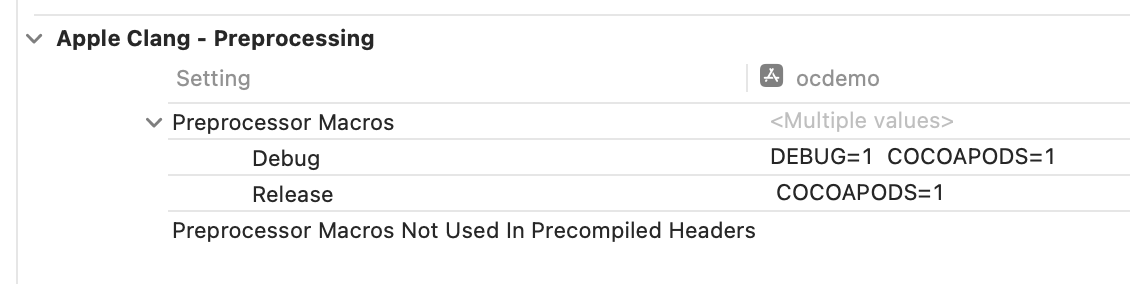 Apple Clang - Preprocessing
Setting ocdemo
Preprocessor Macros <Multiple values>
Debug DEBUG=1 COCOAPODS=1
Release COCOAPODS=1
Preprocessor Macros Not Used In Precompiled Headers